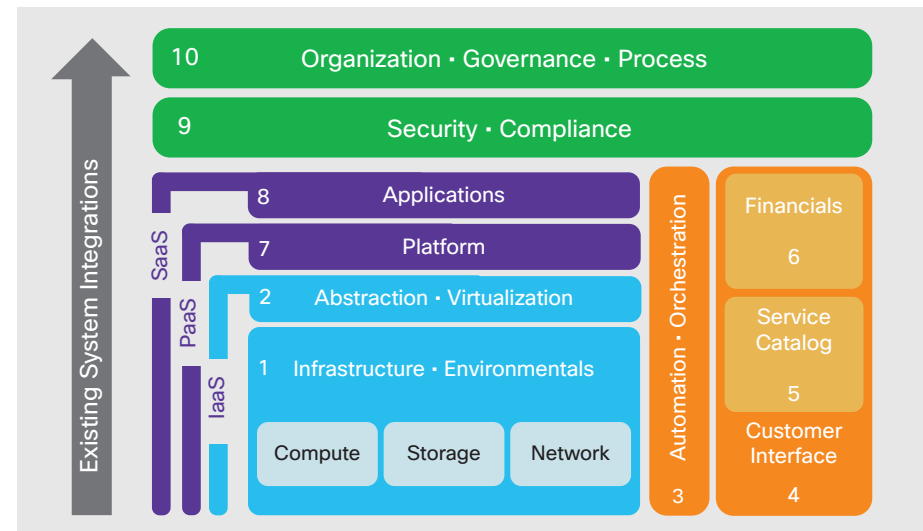 10 Organization · Governance · Process
9 Security · Compliance
Existing System Integrations
SaaS
8 Applications
PaaS
7 Platform
IaaS
2 Abstraction · Virtualization
1 Infrastructure · Environmentals
Compute
Storage
Network
Automation · Orchestration
3
Financials
6
Service
Catalog
5
Customer
Interface
4